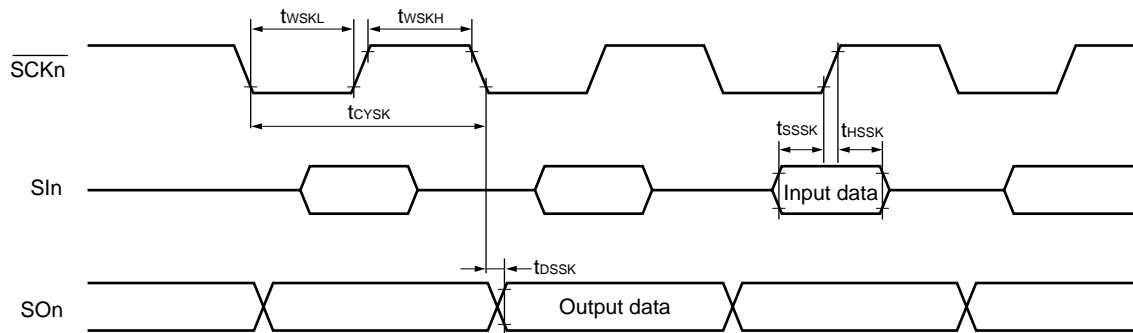 tWSKL tWSKH
SCKn
tCYSK
tSSSK tHSSK
SIn Input data
tDSSK
SOn Output data